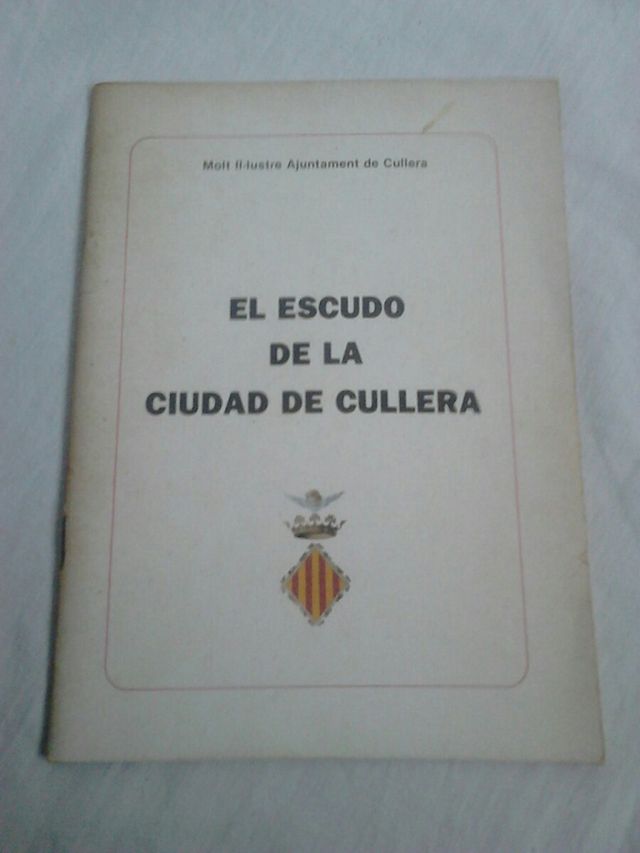 Molt Il·lustre Ajuntament de Cullera
EL ESCUDO
DE LA
CIUDAD DE CULLERA